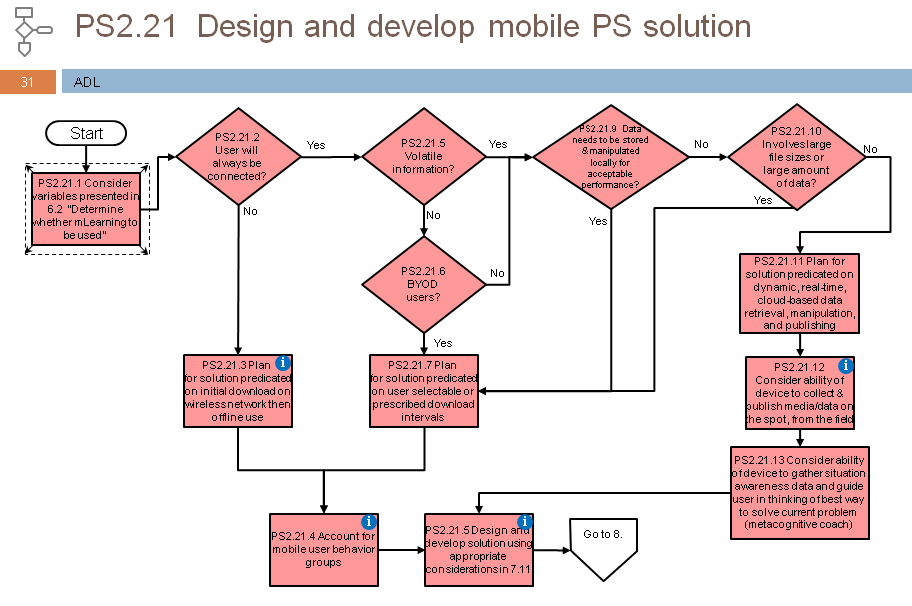 PS2.21  Design and develop mobile PS solution
31
ADL
Start
PS2.21.1 Consider
variables presented in
6.2 "Determine
whether mLearning to
be used"
PS2.21.2
User will
always be
connected?
Yes
No
PS2.21.5
Volatile
information?
Yes
No
PS2.21.6
BYOD
users?
No
Yes
PS2.21.9  Data
needs to be stored
& manipulated
locally for
acceptable
performance?
No
Yes
PS2.21.10
Involves large
file sizes or
large amount
of data?
No
Yes
PS2.21.11 Plan for
solution predicated on
dynamic, real-time,
cloud-based data
retrieval, manipulation,
and publishing
PS2.21.3 Plan
for solution predicated
on initial download on
wireless network then
offline use
i
PS2.21.7 Plan
for solution predicated
on user selectable or
prescribed download
intervals
PS2.21.12
Consider ability of
device to collect &
publish media/data on
the spot, from the field
i
PS2.21.13 Consider ability
of device to gather situation
awareness data and guide
user in thinking of best way
to solve current problem
(metacognitive coach)
PS2.21.4 Account for
mobile user behavior
groups
i
PS2.21.5 Design and
develop solution using
appropriate
considerations in 7.11
i
Go to 8.